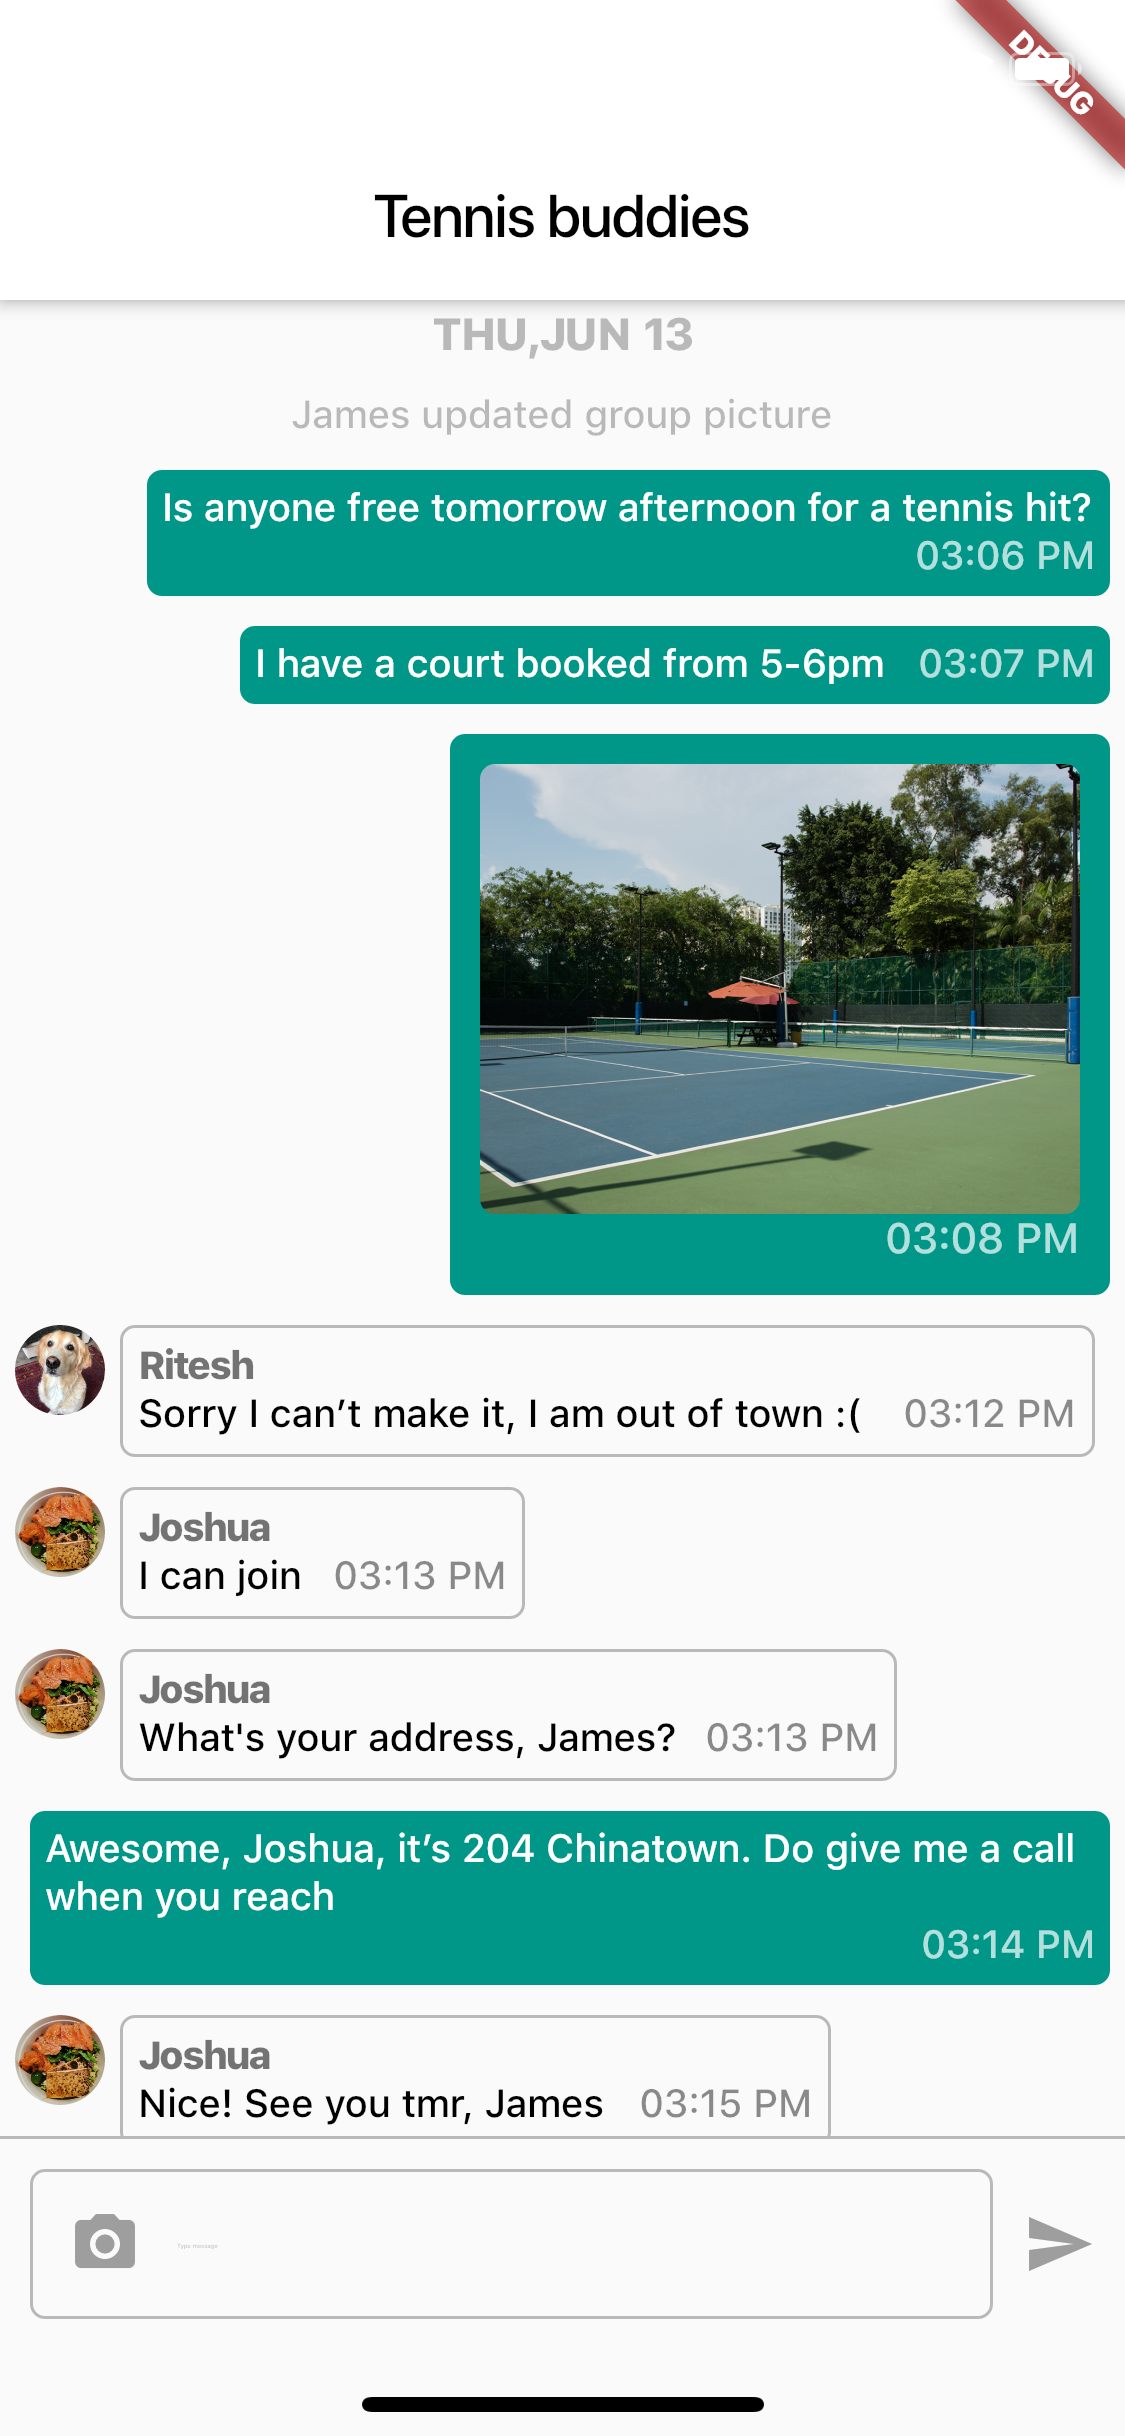 DEBUG
Tennis buddies
THU,JUN 13
James updated group picture
Is anyone free tomorrow afternoon for a tennis hit?
03:06 PM
I have a court booked from 5-6pm 03:07 PM
03:08 PM
Ritesh
Sorry I can’t make it, I am out of town :( 03:12 PM
Joshua
I can join 03:13 PM
Joshua
What's your address, James? 03:13 PM
Awesome, Joshua, it’s 204 Chinatown. Do give me a call
when you reach
03:14 PM
Joshua
Nice! See you tmr, James 03:15 PM
Type message